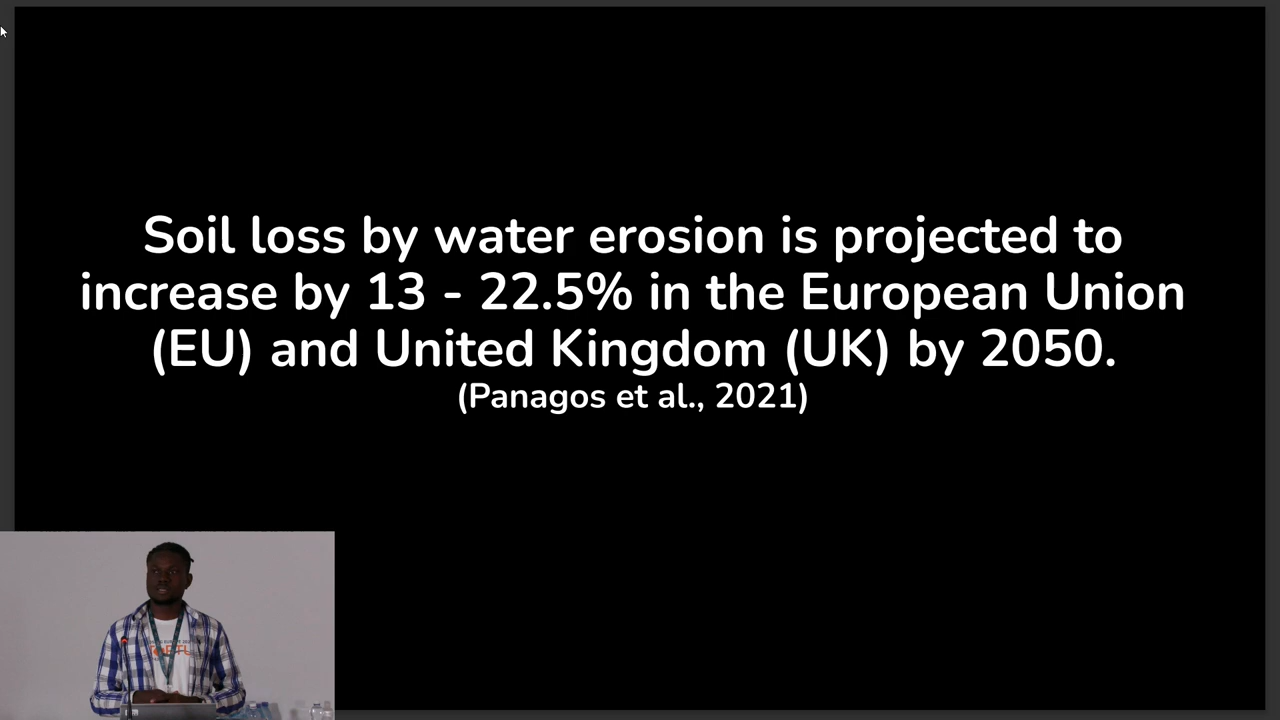 Soil loss by water erosion is projected to
increase by 13 - 22.5% in the European Union
(EU) and United Kingdom (UK) by 2050.
(Panagos et al., 2021)